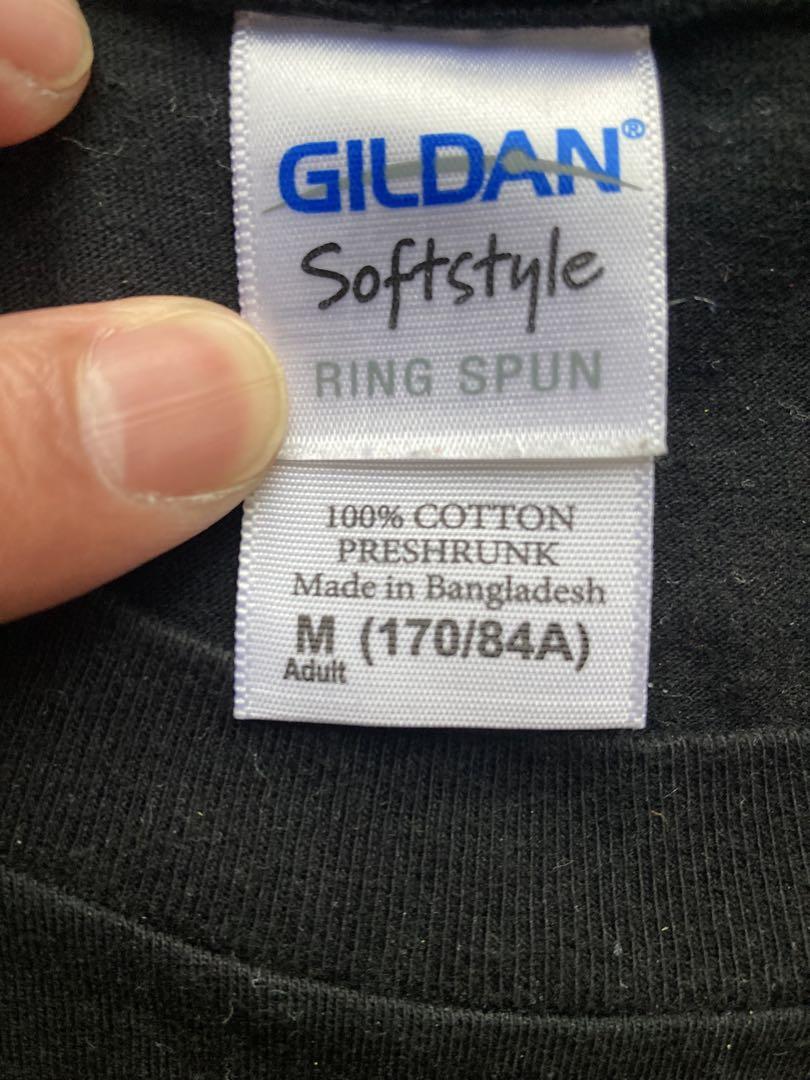 GILDAN®
Softstyle
RING SPUN
100% COTTON
PRESHRUNK
Made in Bangladesh
M (170/84A)
Adult